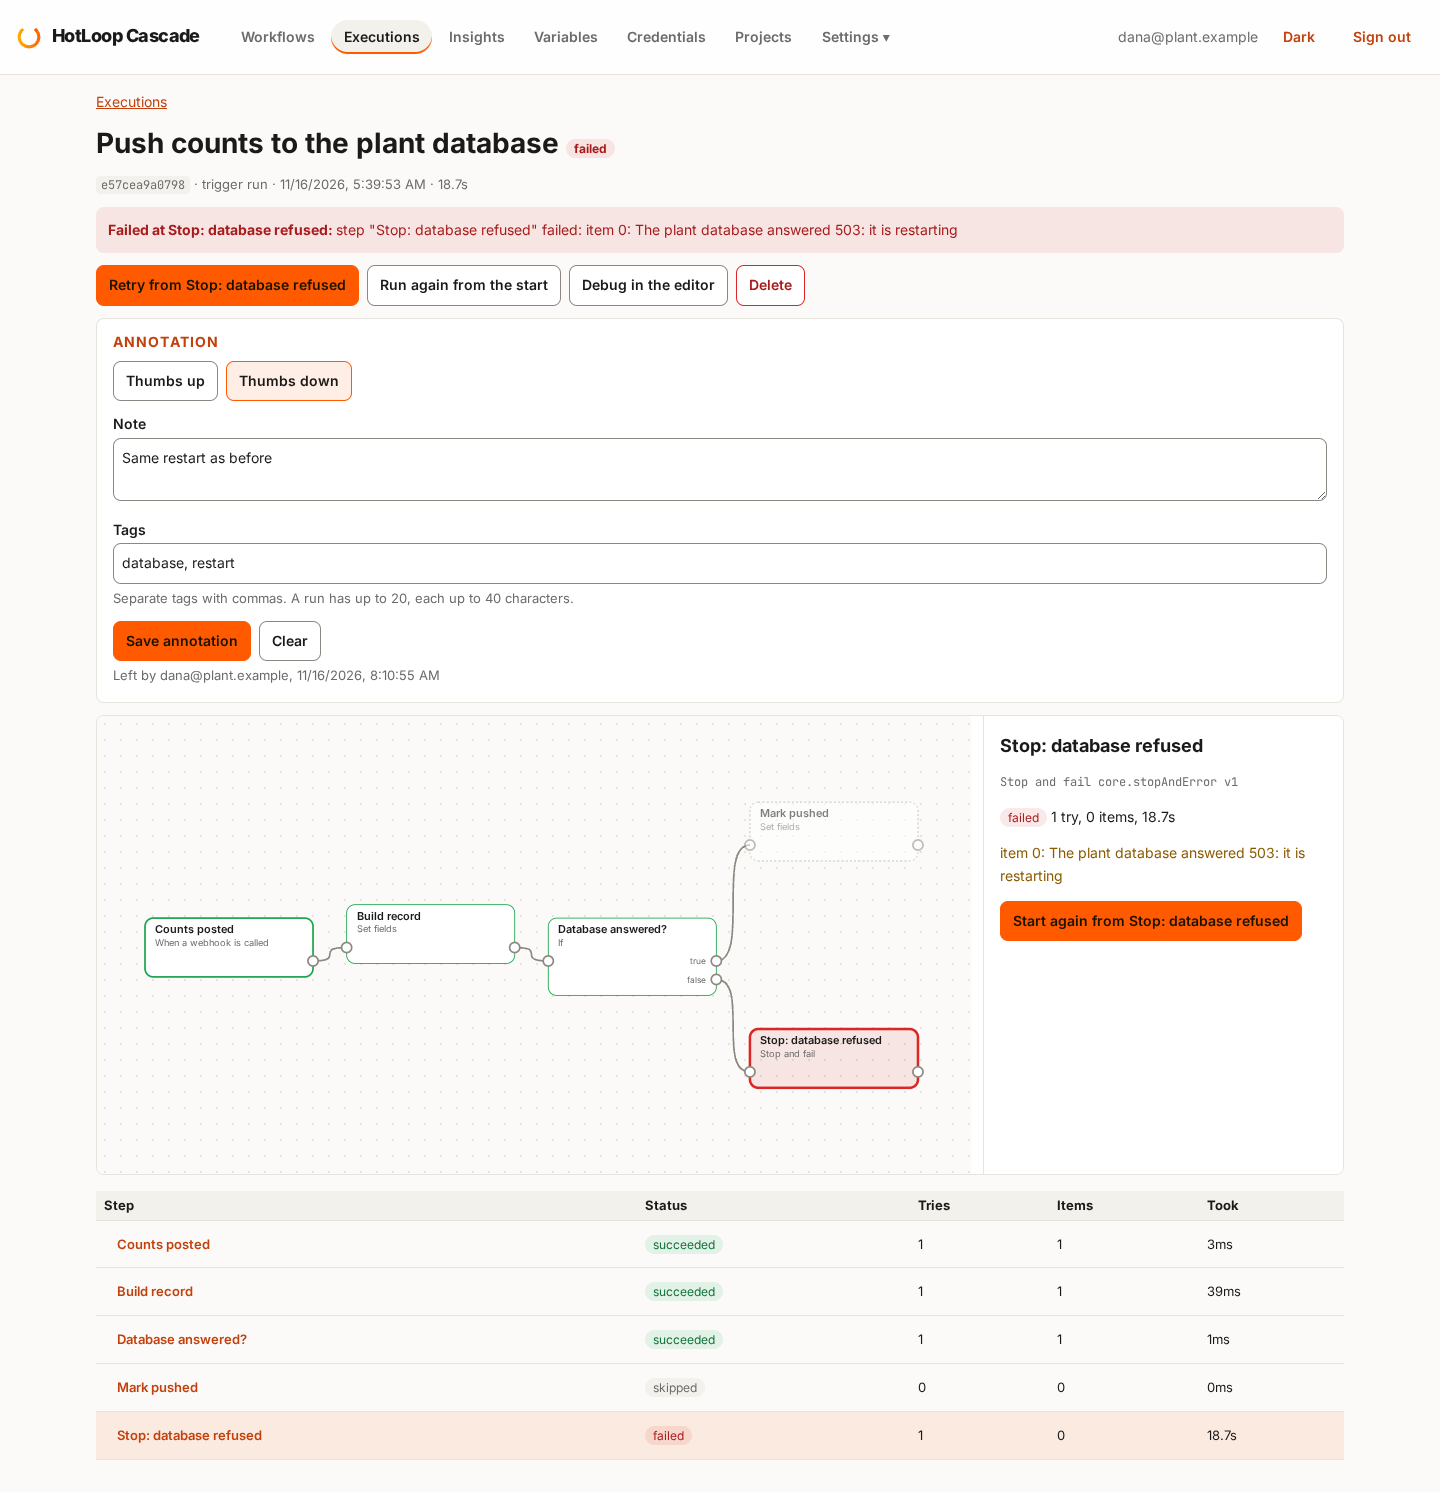 HotLoop Cascade
Workflows
Executions
Insights
Variables
Credentials
Projects
Settings ▾
dana@plant.example
Dark
Sign out
Executions
Push counts to the plant database failed
e57cea9a0798 · trigger run · 11/16/2026, 5:39:53 AM · 18.7s
Failed at Stop: database refused: step "Stop: database refused" failed: item 0: The plant database answered 503: it is restarting
Retry from Stop: database refused
Run again from the start
Debug in the editor
Delete
ANNOTATION
Thumbs up
Thumbs down
Note
Same restart as before
Tags
database, restart
Separate tags with commas. A run has up to 20, each up to 40 characters.
Save annotation
Clear
Left by dana@plant.example, 11/16/2026, 8:10:55 AM
Counts posted
When a webhook is called
Build record
Set fields
Database answered?
If
true
false
Mark pushed
Set fields
Stop: database refused
Stop and fail
Stop: database refused
Stop and fail core.stopAndError v1
failed 1 try, 0 items, 18.7s
item 0: The plant database answered 503: it is
restarting
Start again from Stop: database refused
Step Status Tries Items Took
Counts posted succeeded 1 1 3ms
Build record succeeded 1 1 39ms
Database answered? succeeded 1 1 1ms
Mark pushed skipped 0 0 0ms
Stop: database refused failed 1 0 18.7s